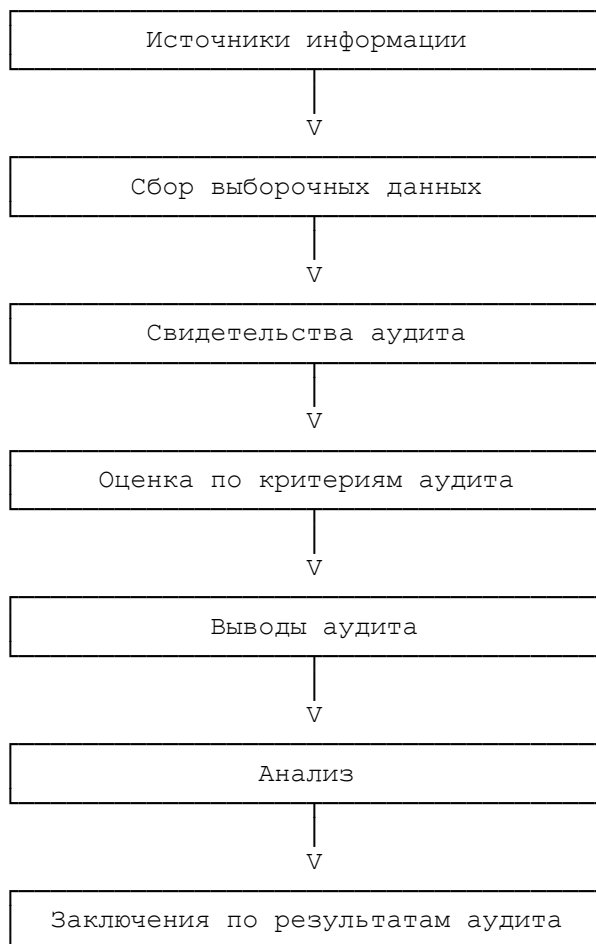 Источники информации
V
Сбор выборочных данных
V
Свидетельства аудита
V
Оценка по критериям аудита
V
Выводы аудита
V
Анализ
V
Заключения по результатам аудита